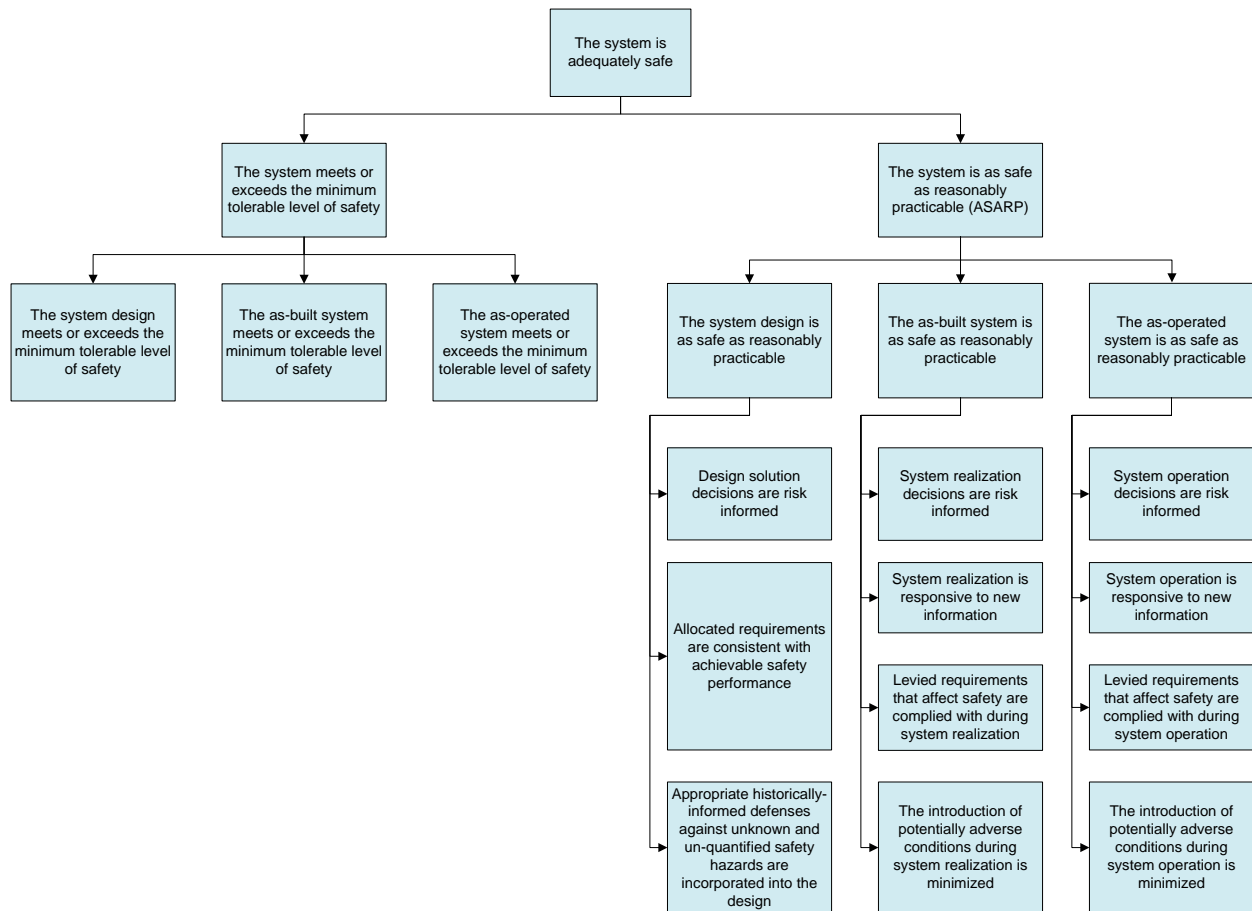 The system is
adequately safe
The system meets or
exceeds the minimum
tolerable level of safety
The system is as safe
as reasonably
practicable (ASARP)
The system design
meets or exceeds the
minimum tolerable level
of safety
The as-built system
meets or exceeds the
minimum tolerable level
of safety
The as-operated
system meets or
exceeds the minimum
tolerable level of safety
The system design is
as safe as reasonably
practicable
The as-built system is
as safe as reasonably
practicable
The as-operated
system is as safe as
reasonably practicable
Design solution
decisions are risk
informed
System realization
decisions are risk
informed
System operation
decisions are risk
informed
Allocated requirements
are consistent with
achievable safety
performance
System realization is
responsive to new
information
System operation is
responsive to new
information
Levied requirements
that affect safety are
complied with during
system realization
Levied requirements
that affect safety are
complied with during
system operation
Appropriate historically-
informed defenses
against unknown and
un-quantified safety
hazards are
incorporated into the
design
The introduction of
potentially adverse
conditions during
system realization is
minimized
The introduction of
potentially adverse
conditions during
system operation is
minimized